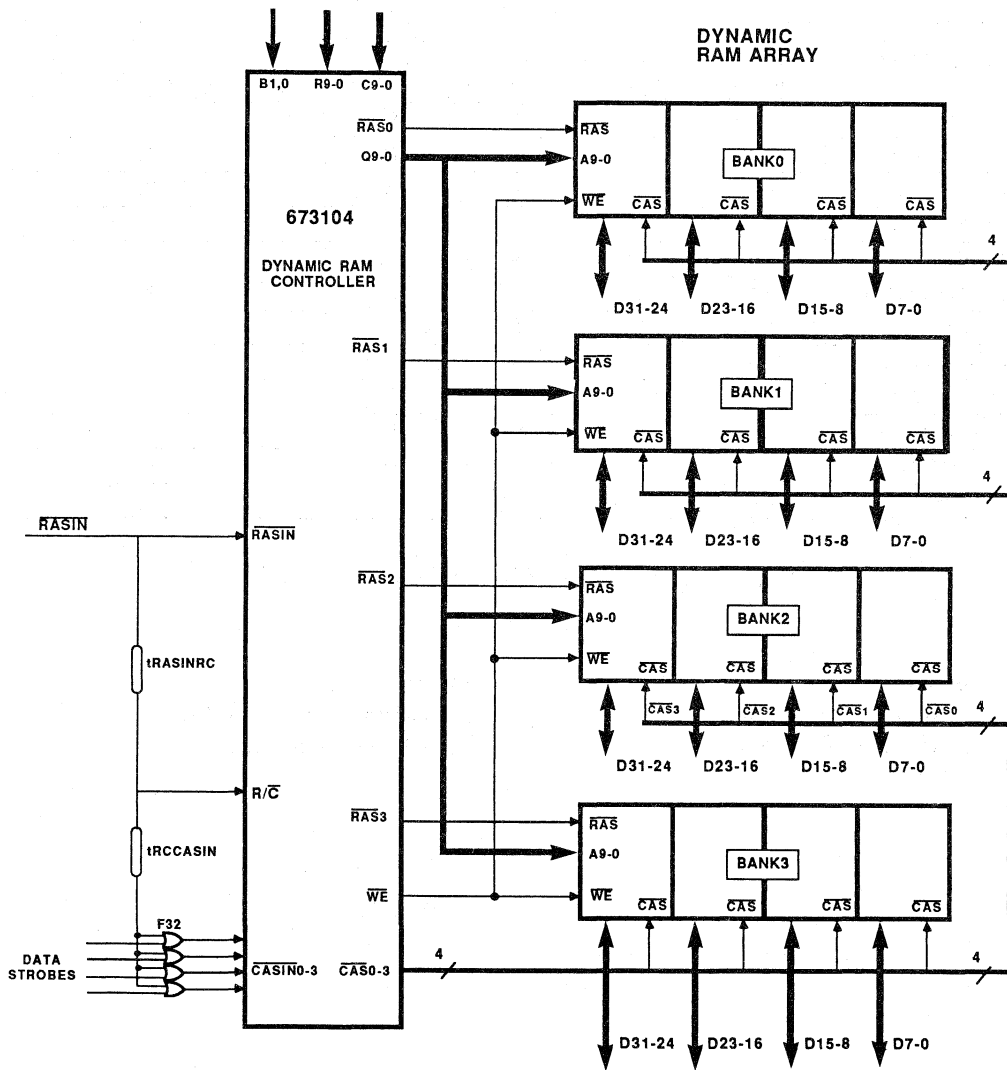 DYNAMIC
RAM ARRAY
B1,0 R9-0 C9-0
RAS0
Q9-0
673104
DYNAMIC RAM
CONTROLLER
RAS
A9-0
WE
BANK0
CAS CAS CAS CAS
4
D31-24 D23-16 D15-8 D7-0
RAS1
RAS
A9-0
WE
BANK1
CAS CAS CAS CAS
4
D31-24 D23-16 D15-8 D7-0
RASIN
RASIN
RAS2
RAS
A9-0
WE
BANK2
CAS CAS CAS CAS
CAS3 CAS2 CAS1 CAS0
4
D31-24 D23-16 D15-8 D7-0
tRASINRC
R/C
tRCCASIN
RAS3
RAS
A9-0
WE
WE
BANK3
CAS CAS CAS CAS
F32
DATA
STROBES
CASIN0-3
CAS0-3
4
4
D31-24 D23-16 D15-8 D7-0